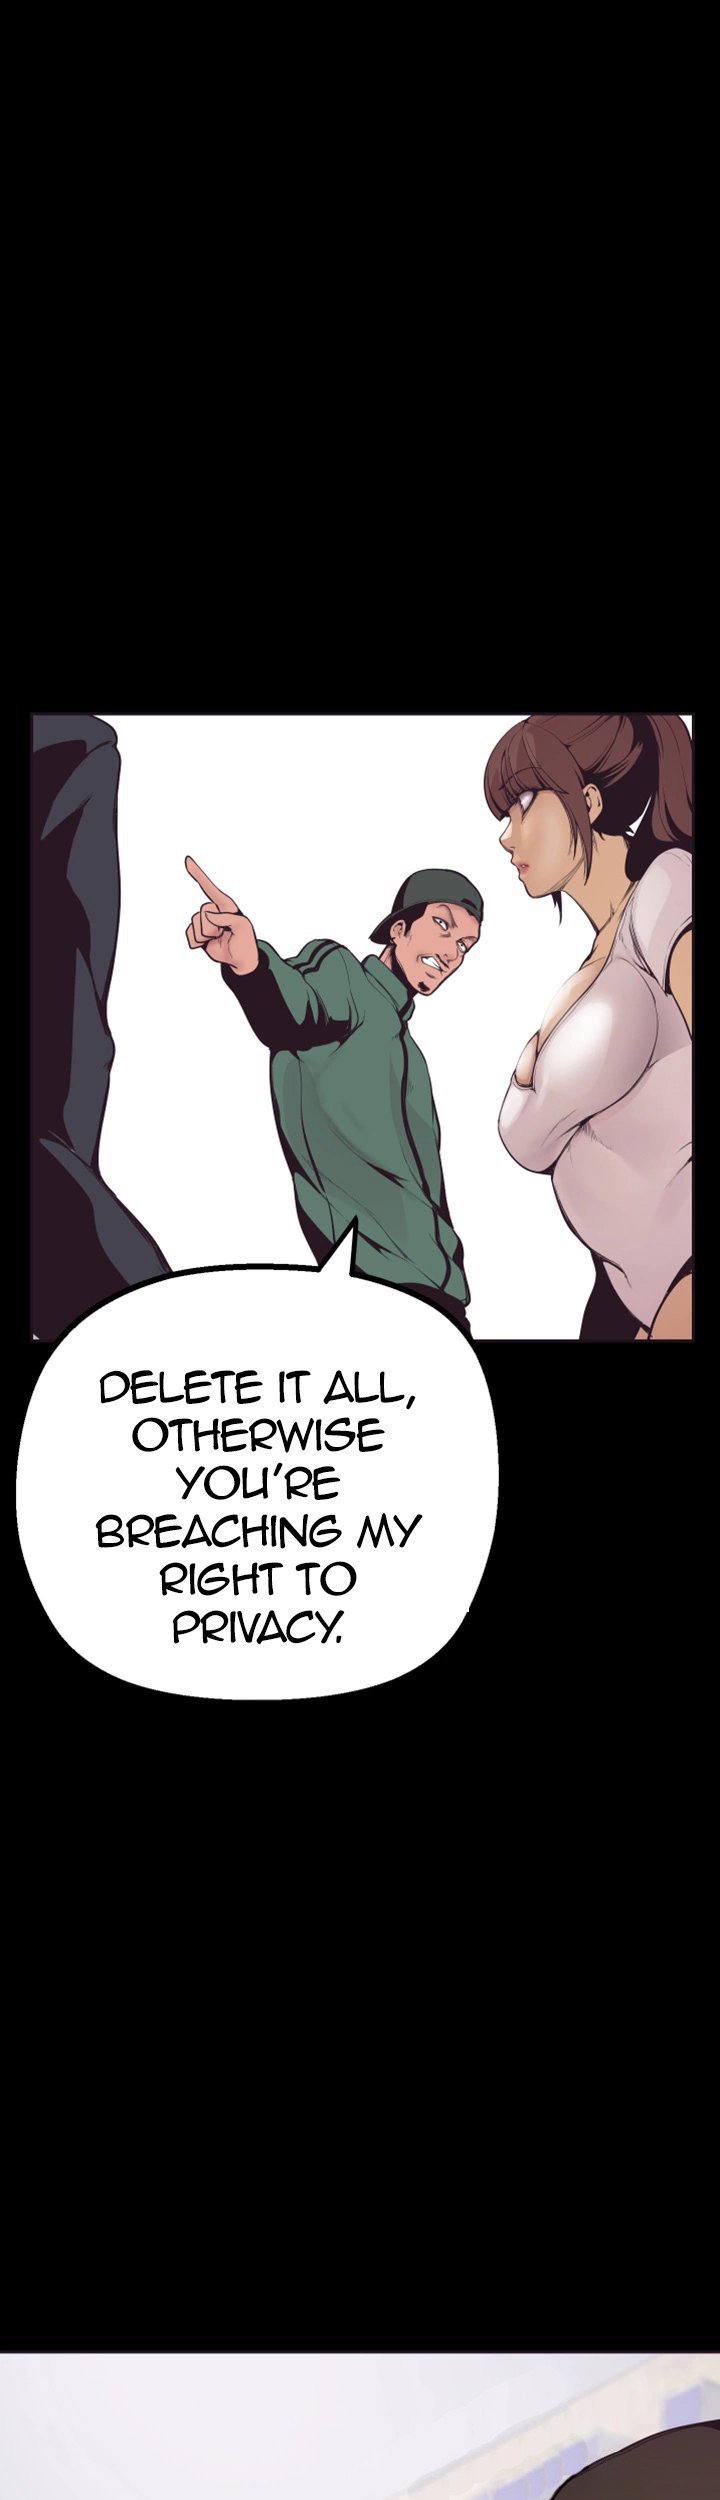 DELETE IT ALL,
OTHERWISE
YOU'RE
BREACHING MY
RIGHT TO
PRIVACY.